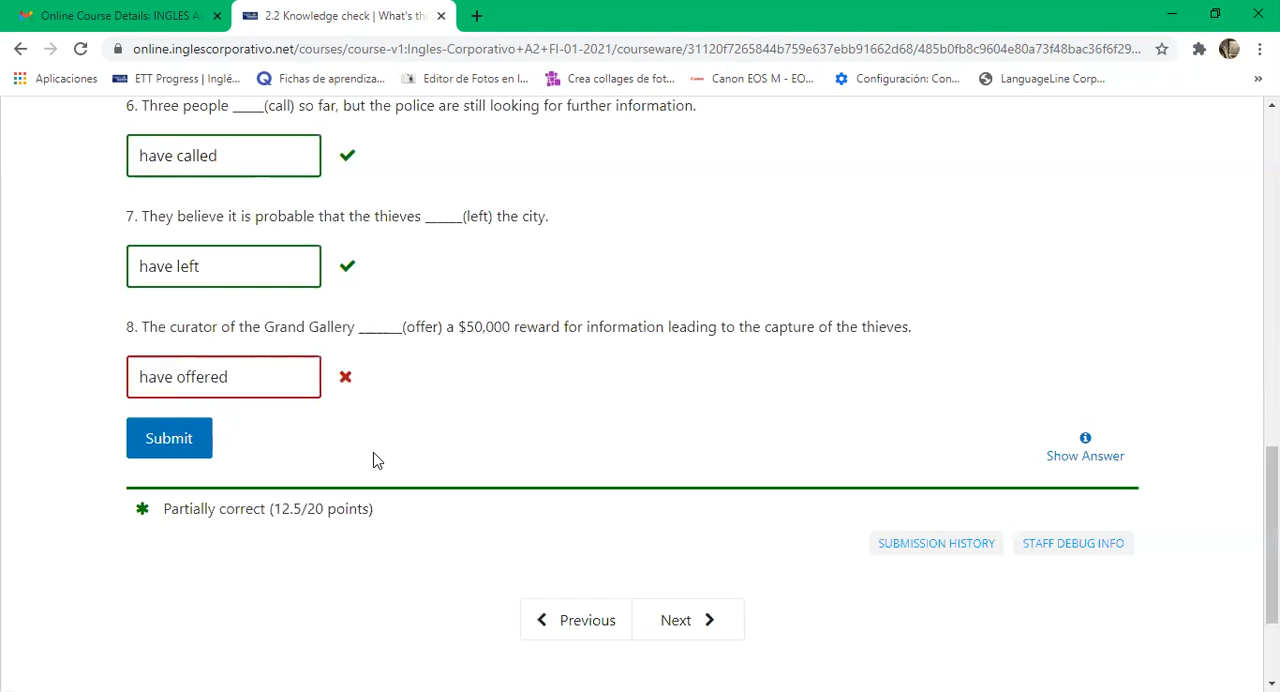 Online Course Details: INGLES A
2.2 Knowledge check | What's the
online.inglescorporativo.net/courses/course-v1:Ingles-Corporativo+A2+FI-01-2021/courseware/31120f7265844b759e637ebb91662d68/485b0fb8c9604e80a73f48bac36f6f29...
Aplicaciones ETT Progress | Inglé... Fichas de aprendiza... Editor de Fotos en l... Crea collages de fot... Canon EOS M - EO... Configuración: Con... LanguageLine Corp... »
6. Three people _____(call) so far, but the police are still looking for further information.
have called
7. They believe it is probable that the thieves ______(left) the city.
have left
8. The curator of the Grand Gallery _______(offer) a $50,000 reward for information leading to the capture of the thieves.
have offered
Submit
Show Answer
Partially correct (12.5/20 points)
SUBMISSION HISTORY STAFF DEBUG INFO
Previous Next